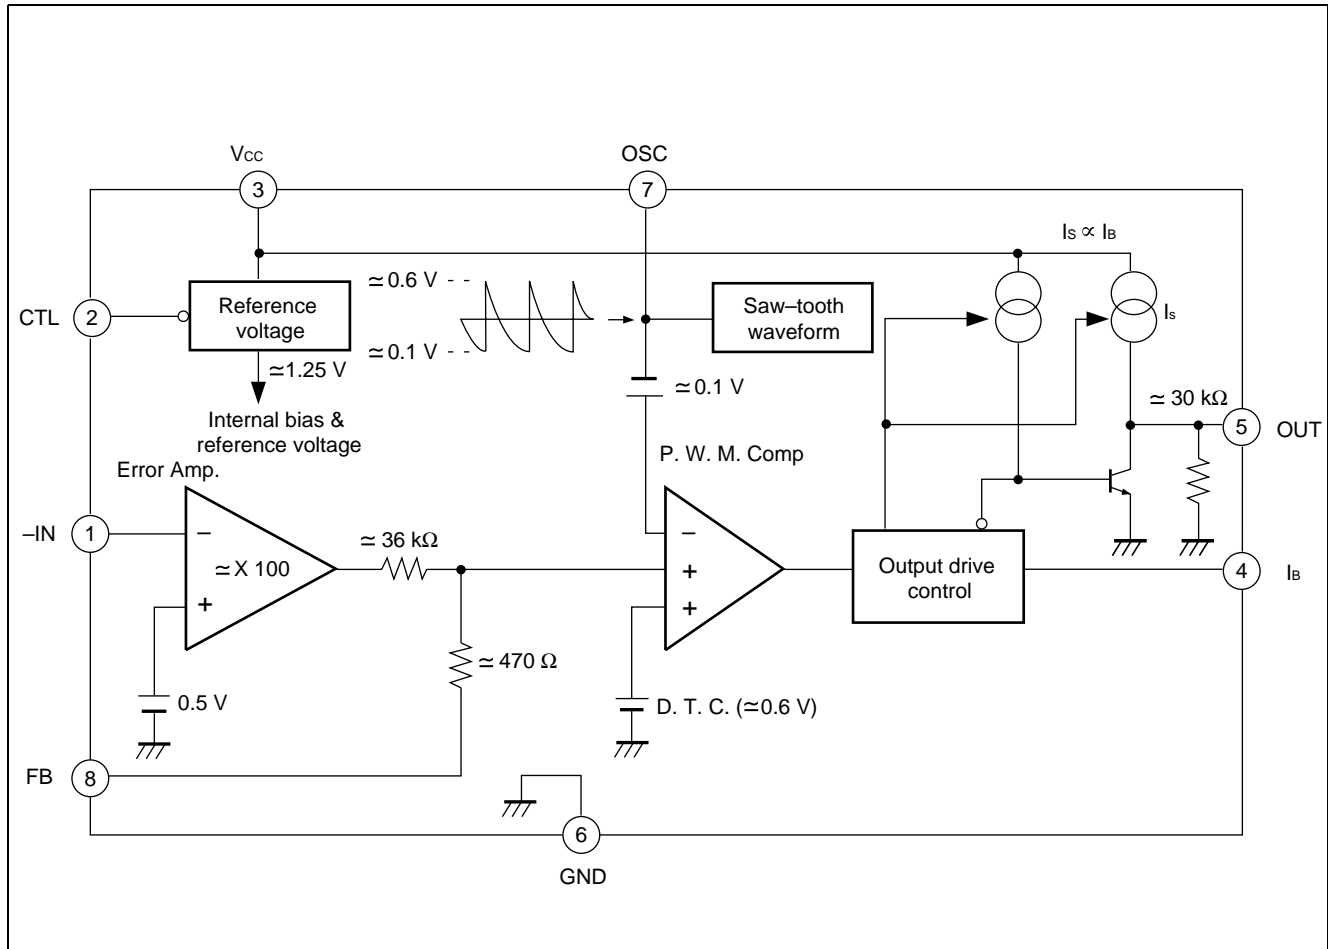 VCC
OSC
3
7
IS ∝ IB
≃ 0.6 V
CTL
2
Reference
voltage
Saw–tooth
waveform
IS
≃ 0.1 V
≃1.25 V
≃ 0.1 V
≃ 30 kΩ
Internal bias &
reference voltage
5
OUT
Error Amp.
P. W. M. Comp
–IN
1
–
≃ 36 kΩ
–
≃ X 100
+
Output drive
control
4
IB
+
+
≃ 470 Ω
0.5 V
D. T. C. (≃0.6 V)
FB
8
6
GND